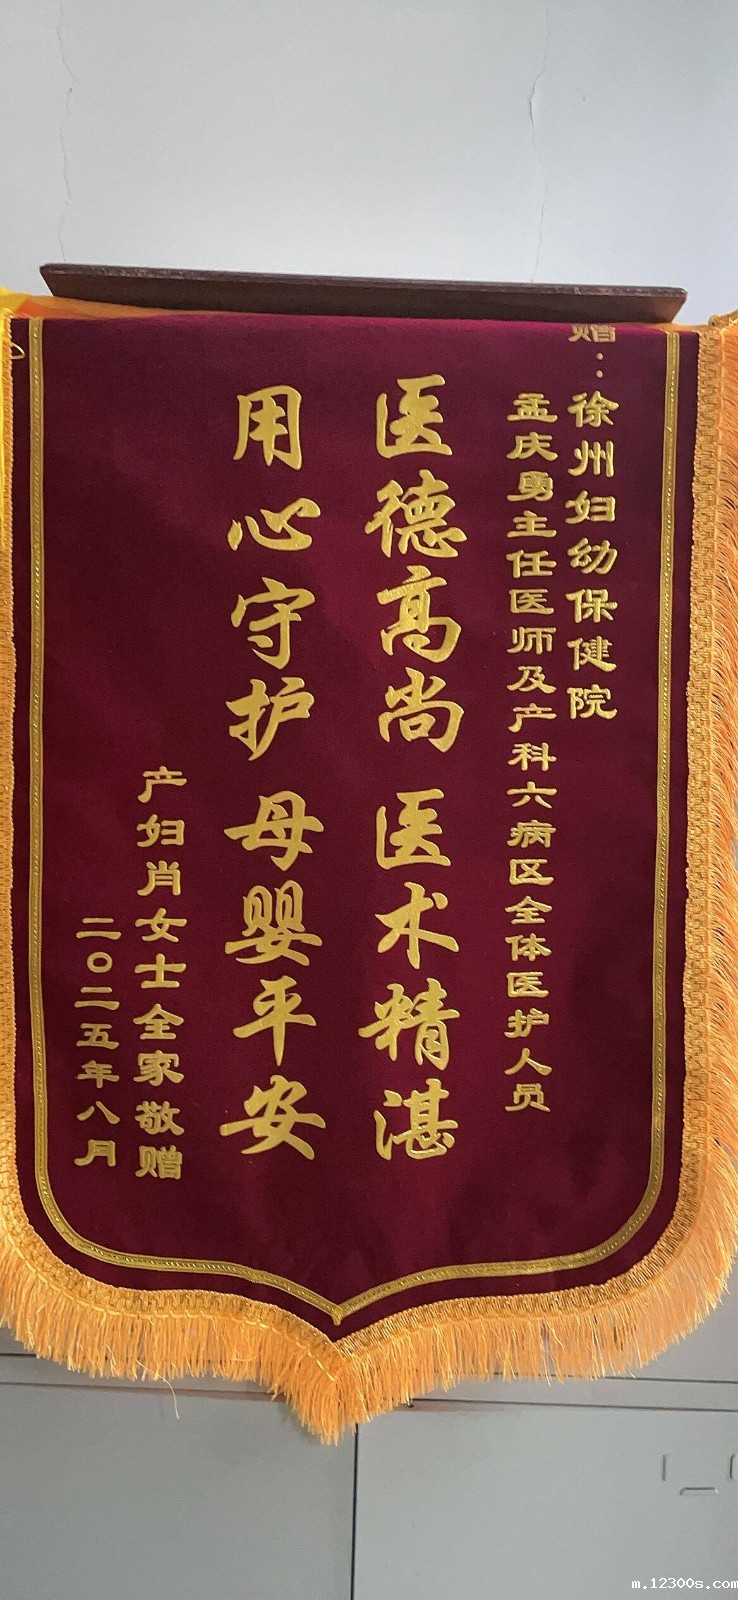 赠：徐州妇幼保健院
孟庆勇主任医师及产科六病区全体医护人员
医德高尚 医术精湛
用心守护 母婴平安
产妇肖女士全家敬赠
二〇二五年八月
m.12300s.com